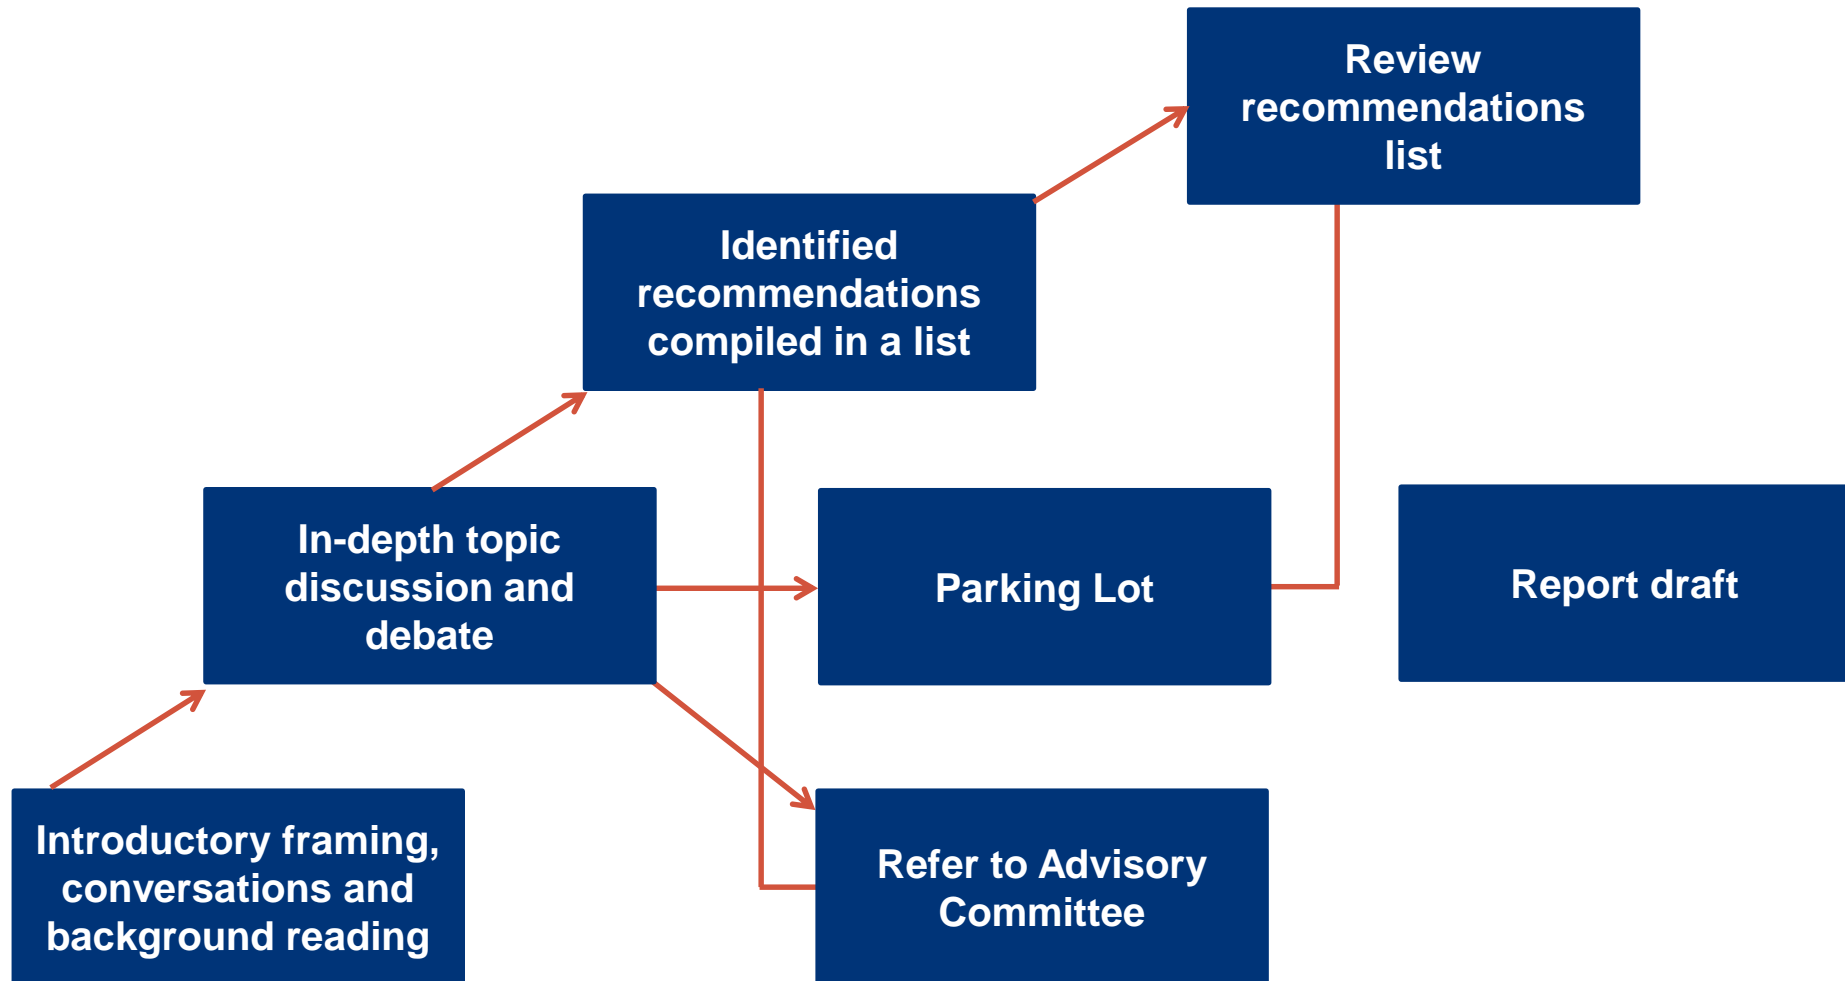 Review
recommendations
list
Identified
recommendations
compiled in a list
In-depth topic
discussion and
debate
Parking Lot
Report draft
Introductory framing,
conversations and
background reading
Refer to Advisory
Committee